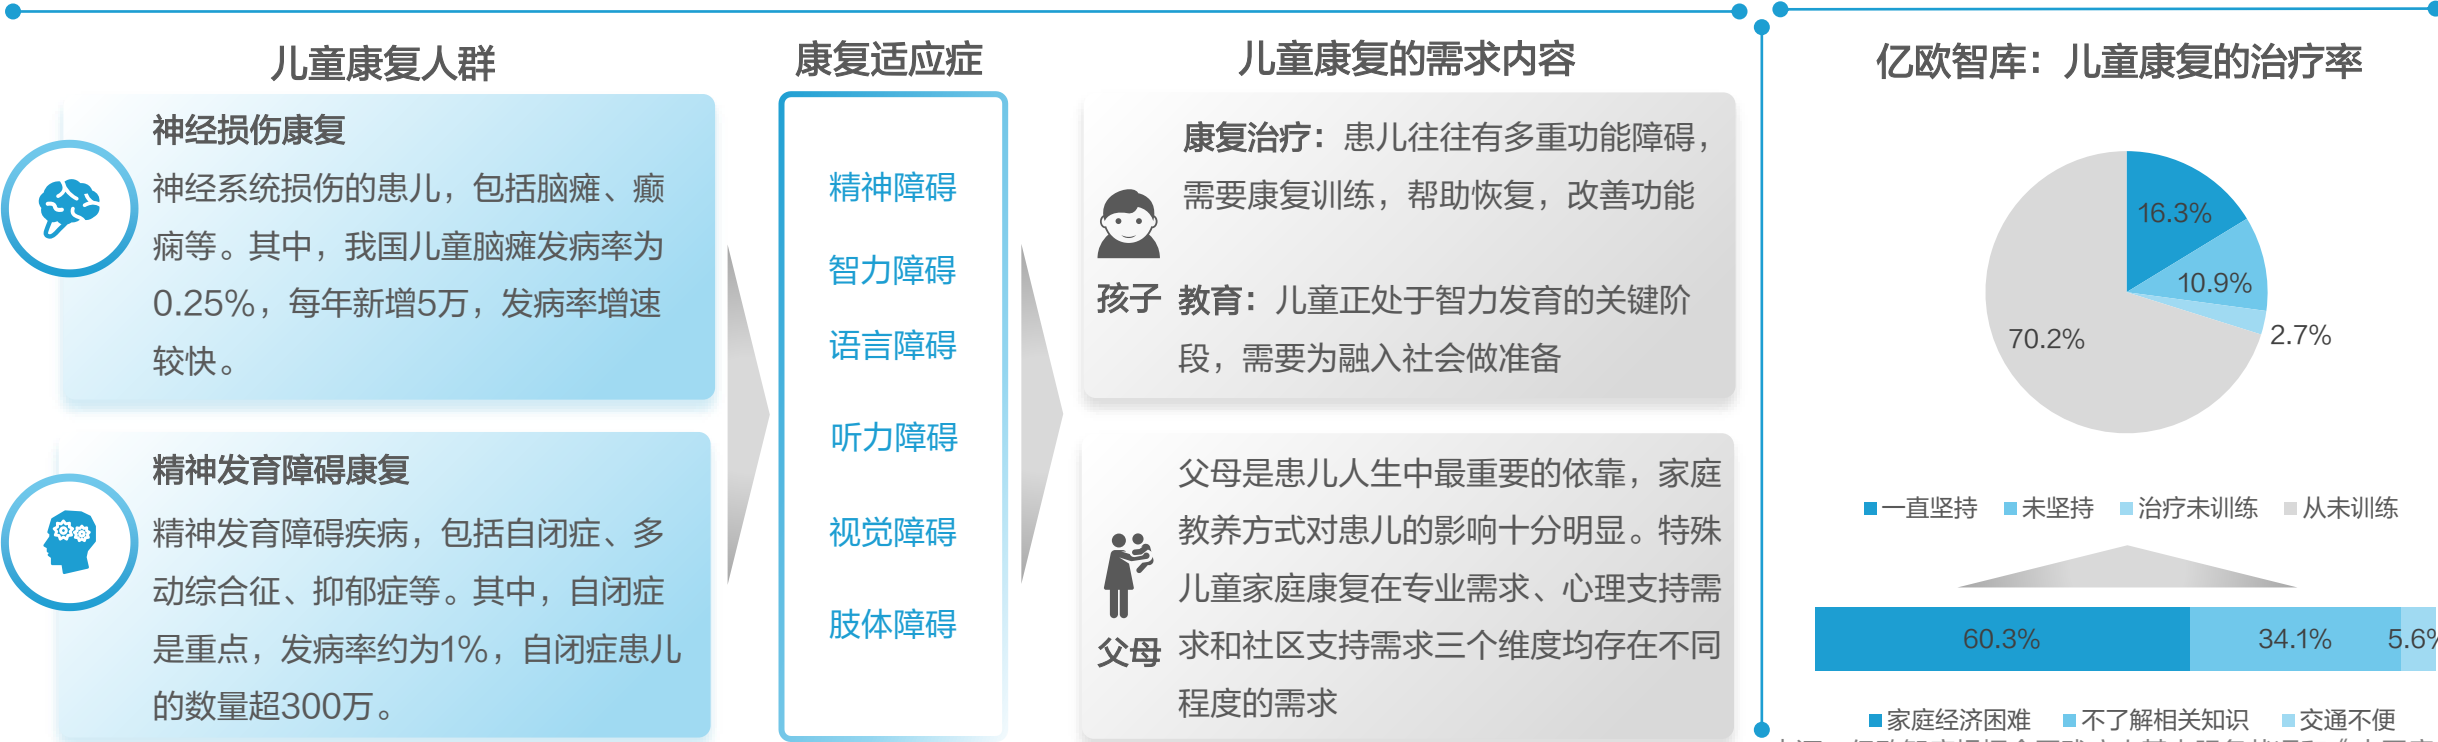 儿童康复人群
神经损伤康复
神经系统损伤的患儿，包括脑瘫、癫
痫等。其中，我国儿童脑瘫发病率为
0.25%，每年新增5万，发病率增速
较快。
精神发育障碍康复
精神发育障碍疾病，包括自闭症、多
动综合征、抑郁症等。其中，自闭症
是重点，发病率约为1%，自闭症患儿
的数量超300万。
康复适应症
精神障碍
智力障碍
语言障碍
听力障碍
视觉障碍
肢体障碍
儿童康复的需求内容
孩子
康复治疗：患儿往往有多重功能障碍，
需要康复训练，帮助恢复，改善功能
教育：儿童正处于智力发育的关键阶
段，需要为融入社会做准备
父母
父母是患儿人生中最重要的依靠，家庭
教养方式对患儿的影响十分明显。特殊
儿童家庭康复在专业需求、心理支持需
求和社区支持需求三个维度均存在不同
程度的需求
亿欧智库：儿童康复的治疗率
16.3%
10.9%
2.7%
70.2%
一直坚持 未坚持 治疗未训练 从未训练
60.3% 34.1% 5.6%
家庭经济困难 不了解相关知识 交通不便